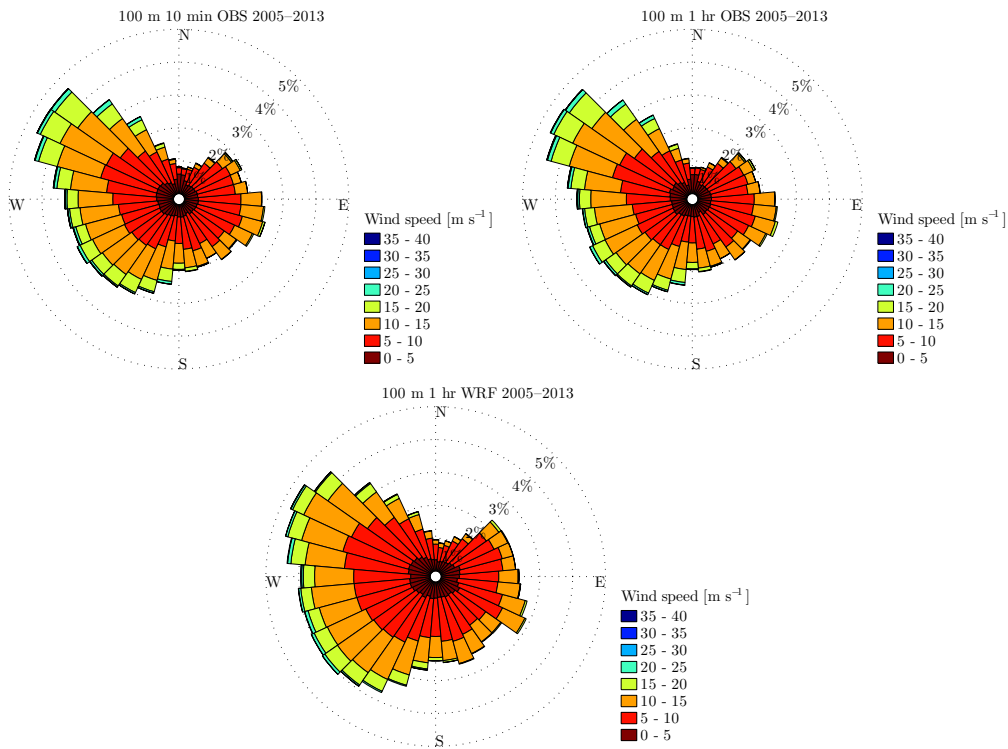 100 m 10 min OBS 2005–2013
N
5%
4%
3%
2%
W
E
S
Wind speed [m s⁻¹]
35 - 40
30 - 35
25 - 30
20 - 25
15 - 20
10 - 15
5 - 10
0 - 5
100 m 1 hr OBS 2005–2013
N
5%
4%
3%
2%
W
E
S
Wind speed [m s⁻¹]
35 - 40
30 - 35
25 - 30
20 - 25
15 - 20
10 - 15
5 - 10
0 - 5
100 m 1 hr WRF 2005–2013
N
5%
4%
3%
2%
W
E
S
Wind speed [m s⁻¹]
35 - 40
30 - 35
25 - 30
20 - 25
15 - 20
10 - 15
5 - 10
0 - 5